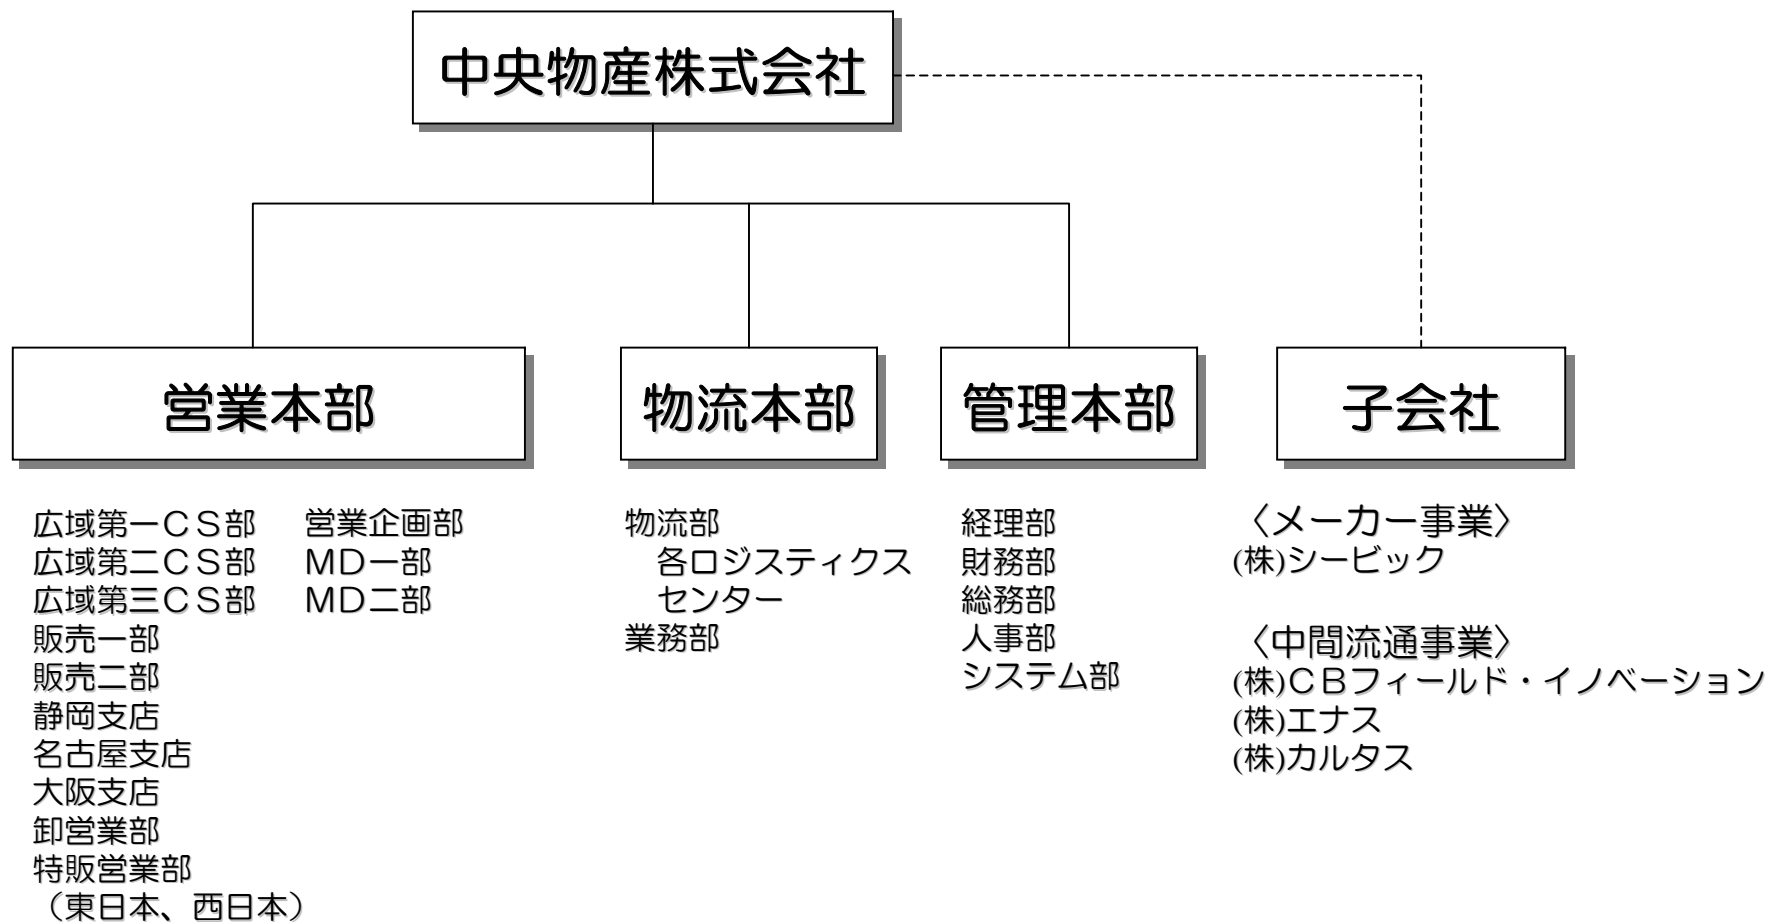 中央物産株式会社
営業本部
広域第一ＣＳ部
広域第二ＣＳ部
広域第三ＣＳ部
販売一部
販売二部
静岡支店
名古屋支店
大阪支店
卸営業部
特販営業部
（東日本、西日本）
営業企画部
ＭＤ一部
ＭＤ二部
物流本部
物流部
各ロジスティクス
センター
業務部
管理本部
経理部
財務部
総務部
人事部
システム部
子会社
〈メーカー事業〉
(株)シービック
〈中間流通事業〉
(株)ＣＢフィールド・イノベーション
(株)エナス
(株)カルタス